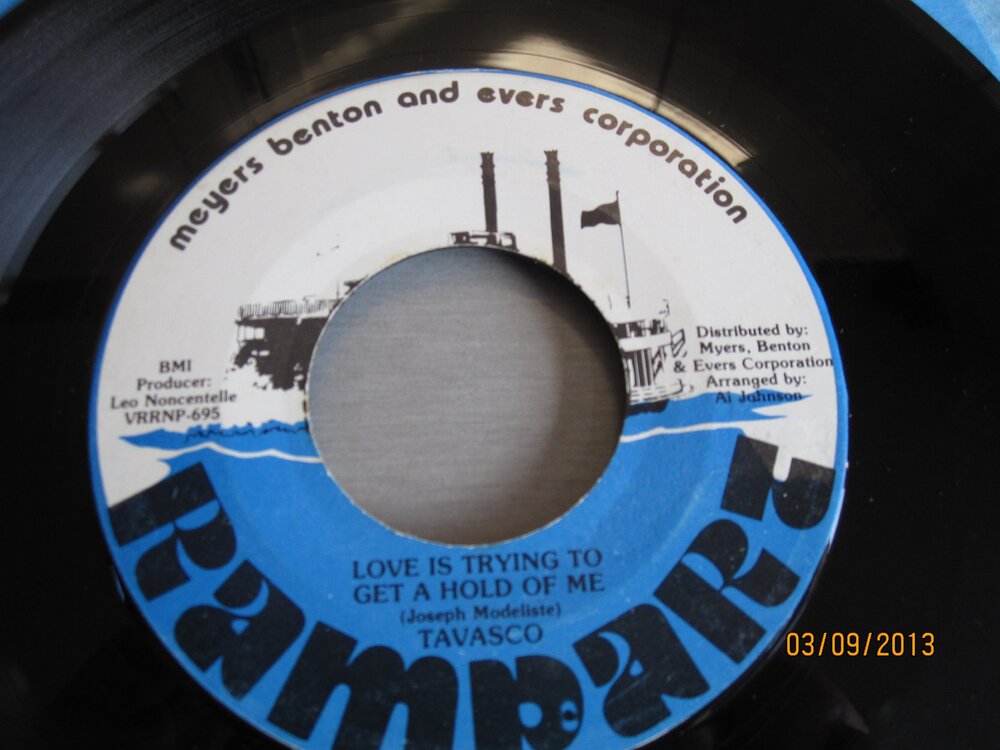 meyers benton and evers corporation
BMI
Producer:
Leo Noncentelle
VRRNP-695
Distributed by:
Myers, Benton
& Evers Corporation
Arranged by:
Al Johnson
LOVE IS TRYING TO
GET A HOLD OF ME
(Joseph Modeliste)
TAVASCO
RAMPART
03/09/2013